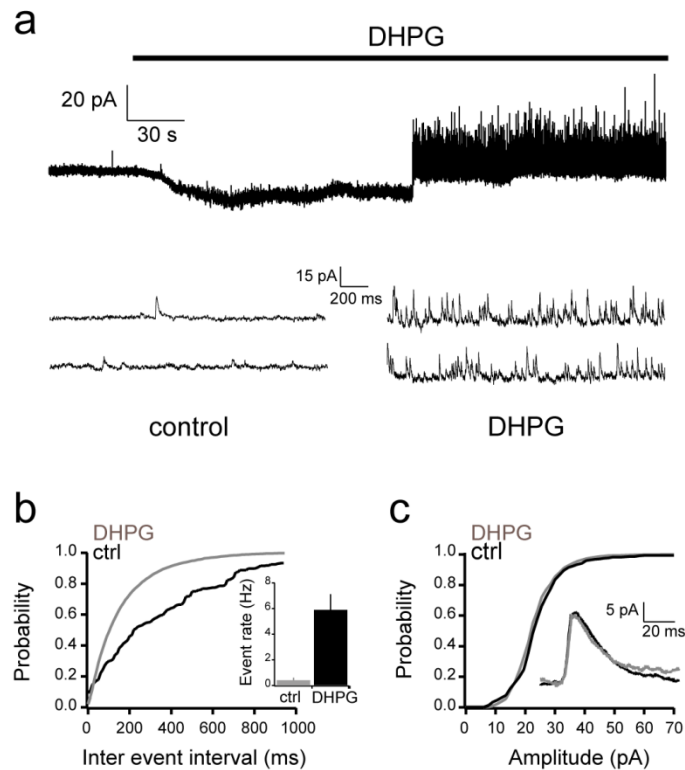 a
DHPG
20 pA
30 s
15 pA
200 ms
control
DHPG
b
DHPG
ctrl
Probability
1.0
0.8
0.6
0.4
0.2
0.0
0
200
400
600
800
1000
Inter event interval (ms)
Event rate (Hz)
8
6
4
2
0
ctrl
DHPG
c
DHPG
ctrl
Probability
1.0
0.8
0.6
0.4
0.2
0.0
0
10
20
30
40
50
60
70
Amplitude (pA)
5 pA
20 ms